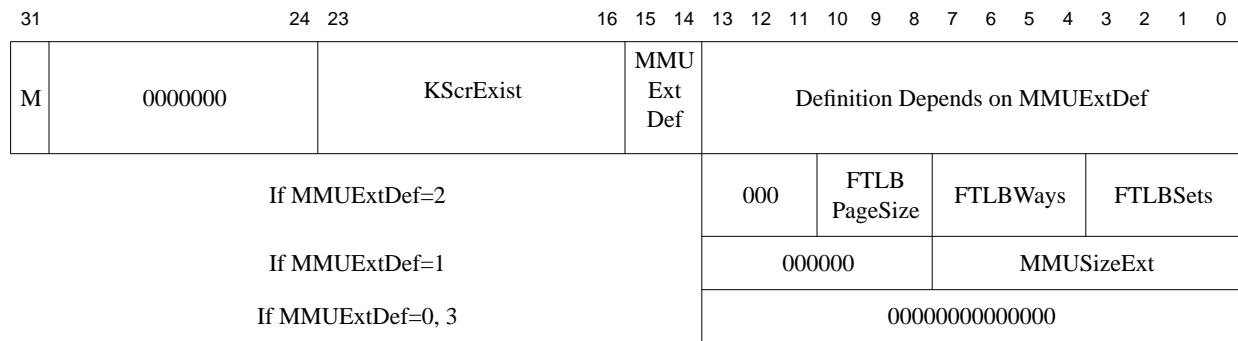 31 24 23 16 15 14 13 12 11 10 9 8 7 6 5 4 3 2 1 0
M 0000000 KScrExist MMU Ext Def Definition Depends on MMUExtDef
If MMUExtDef=2 000 FTLB PageSize FTLBWays FTLBSets
If MMUExtDef=1 000000 MMUSizeExt
If MMUExtDef=0, 3 00000000000000